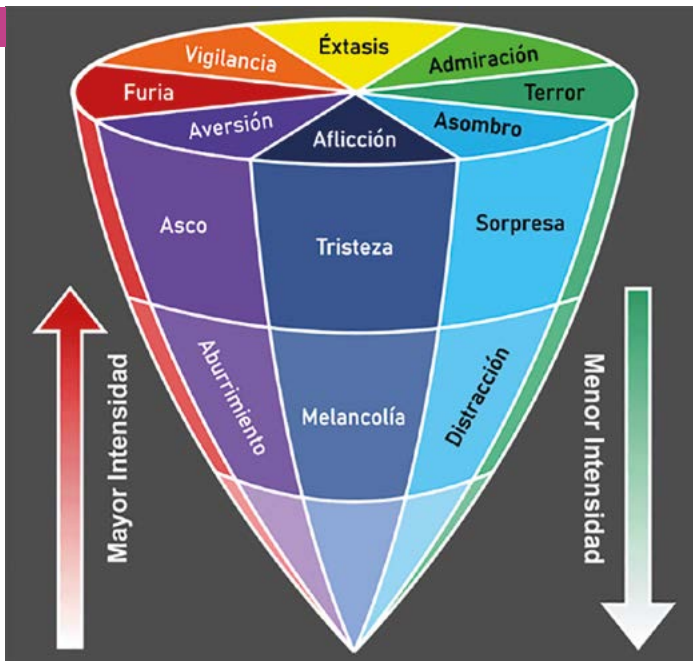 Éxtasis
Vigilancia
Admiración
Furia
Terror
Aversión
Aflicción
Asombro
Asco
Tristeza
Sorpresa
Aburrimiento
Melancolía
Distracción
Mayor Intensidad
Menor Intensidad